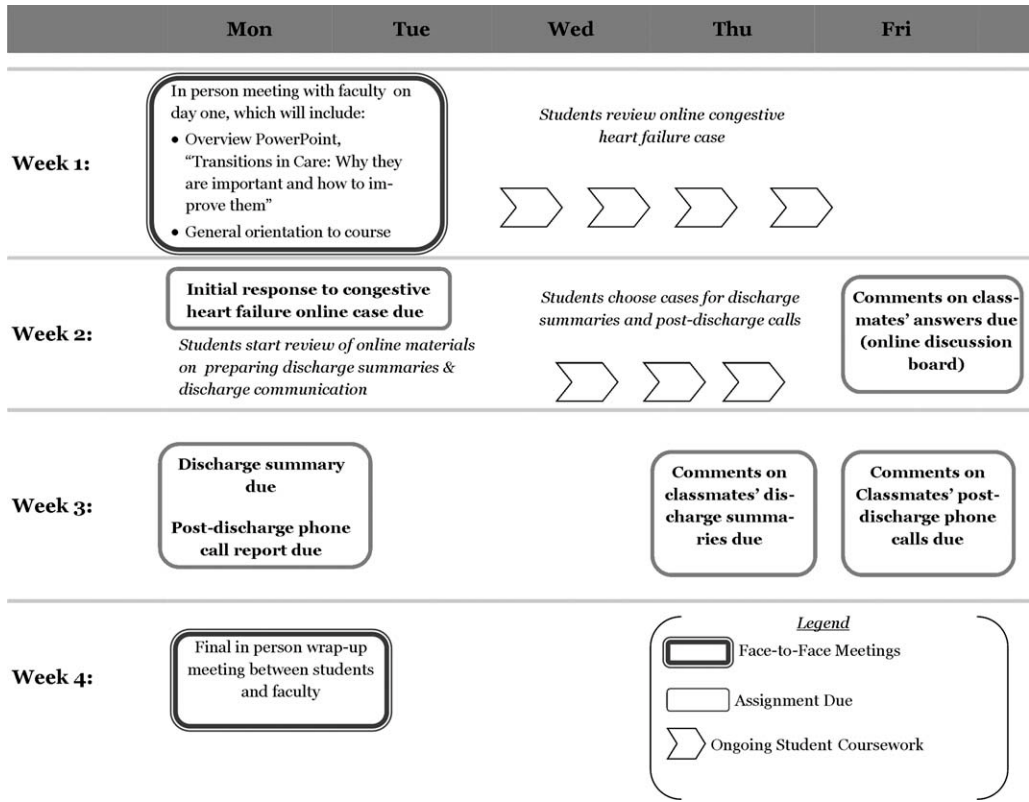 Mon Tue Wed Thu Fri
Week 1:
In person meeting with faculty on
day one, which will include:
• Overview PowerPoint,
“Transitions in Care: Why they
are important and how to im-
prove them”
• General orientation to course
Students review online congestive
heart failure case
Week 2:
Initial response to congestive
heart failure online case due
Students start review of online materials
on preparing discharge summaries &
discharge communication
Students choose cases for discharge
summaries and post-discharge calls
Comments on class-
mates’ answers due
(online discussion
board)
Week 3:
Discharge summary
due
Post-discharge phone
call report due
Comments on
classmates’ dis-
charge summa-
ries due
Comments on
Classmates’ post-
discharge phone
calls due
Week 4:
Final in person wrap-up
meeting between students
and faculty
Legend
Face-to-Face Meetings
Assignment Due
Ongoing Student Coursework